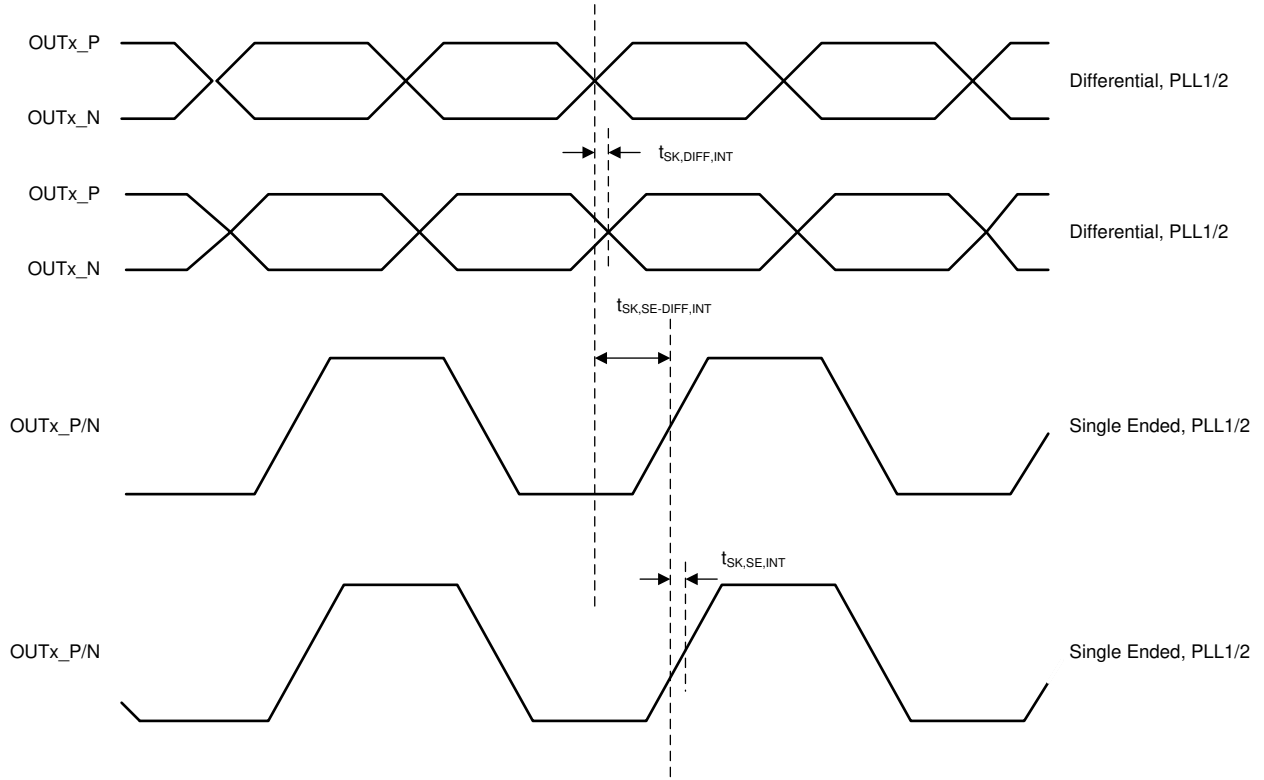 OUTx_P
Differential, PLL1/2
OUTx_N
tSK,DIFF,INT
OUTx_P
Differential, PLL1/2
OUTx_N
tSK,SE-DIFF,INT
OUTx_P/N
Single Ended, PLL1/2
tSK,SE,INT
OUTx_P/N
Single Ended, PLL1/2